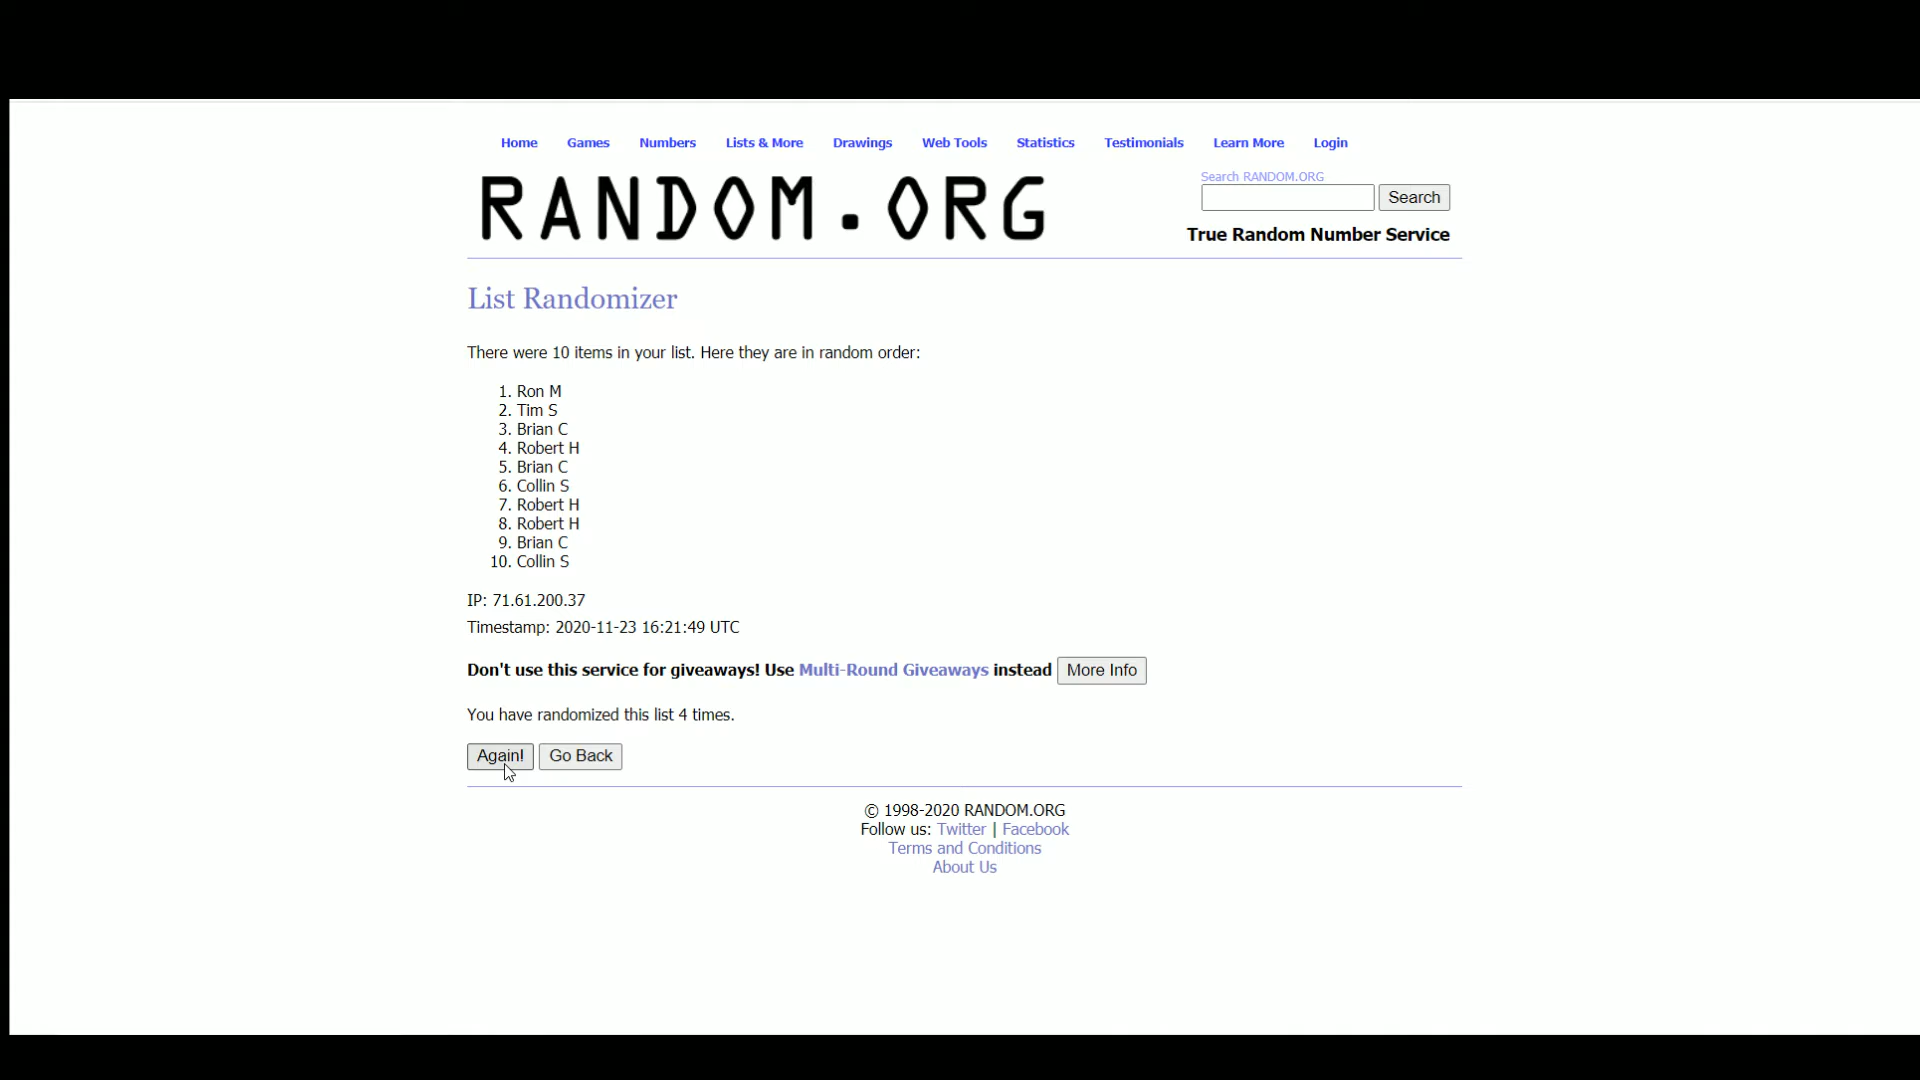 Home Games Numbers Lists & More Drawings Web Tools Statistics Testimonials Learn More Login
RANDOM.ORG
Search RANDOM.ORG
Search
True Random Number Service
List Randomizer
There were 10 items in your list. Here they are in random order:
1. Ron M
2. Tim S
3. Brian C
4. Robert H
5. Brian C
6. Collin S
7. Robert H
8. Robert H
9. Brian C
10. Collin S
IP: 71.61.200.37
Timestamp: 2020-11-23 16:21:49 UTC
Don't use this service for giveaways! Use Multi-Round Giveaways instead More Info
You have randomized this list 4 times.
Again! Go Back
© 1998-2020 RANDOM.ORG
Follow us: Twitter | Facebook
Terms and Conditions
About Us